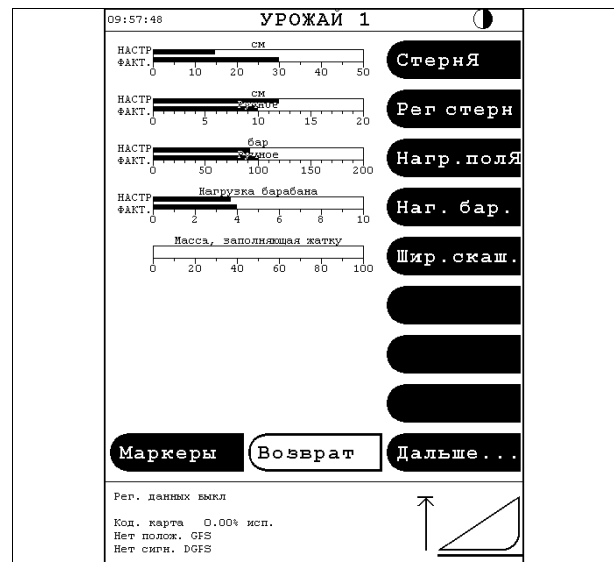 09:57:48 УРОЖАЙ 1
см
НАСТР
ФАКТ.
0 10 20 30 40 50
СтернЯ
см
НАСТР
Ручное
ФАКТ.
0 5 10 15 20
Рег стерн
бар
НАСТР
Ручное
ФАКТ.
0 50 100 150 200
Нагр.полЯ
Нагрузка барабана
НАСТР
ФАКТ.
0 2 4 6 8 10
Наг. бар.
Масса, заполняющая жатку
0 20 40 60 80 100
Шир.скаш.
Маркеры Возврат Дальше...
Рег. данных выкл
Код. карта 0.00% исп.
Нет полож. GPS
Нет сигн. DGPS